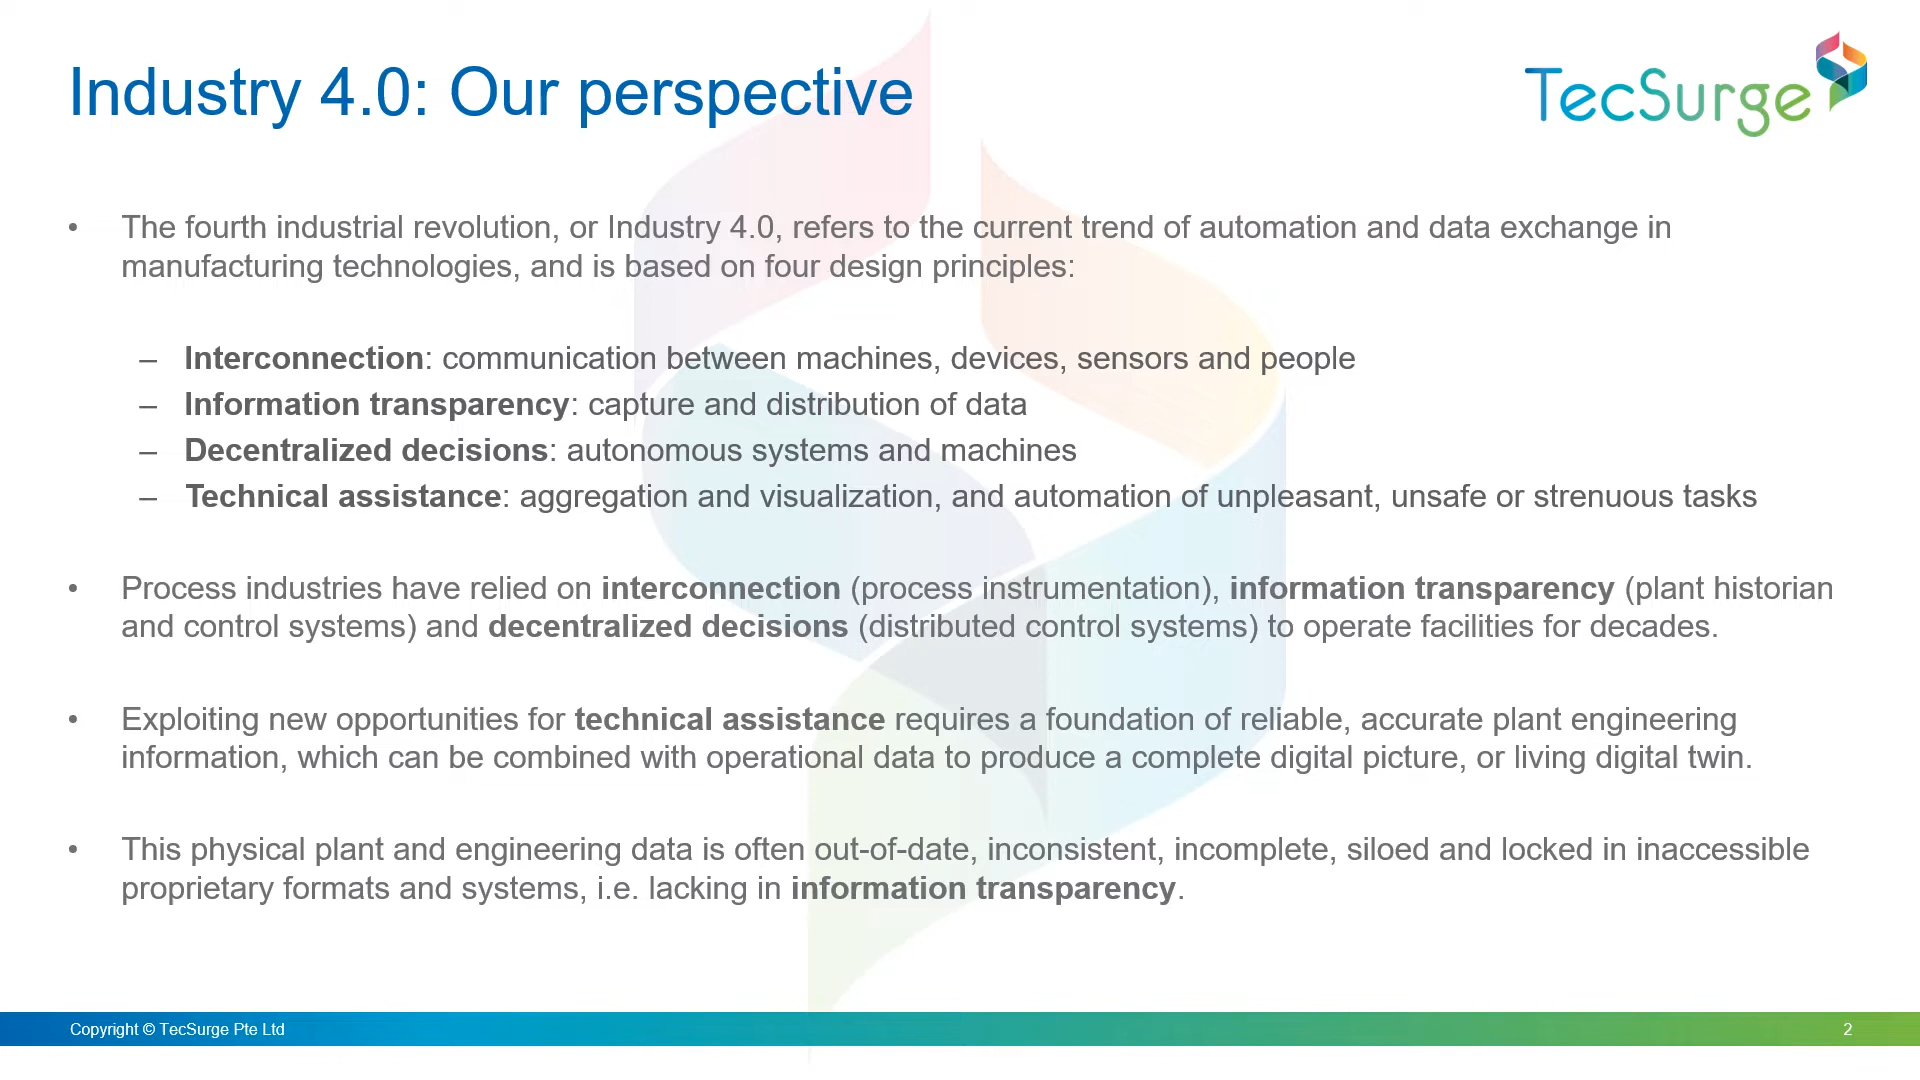 Industry 4.0: Our perspective
TecSurge
• The fourth industrial revolution, or Industry 4.0, refers to the current trend of automation and data exchange in
manufacturing technologies, and is based on four design principles:
– Interconnection: communication between machines, devices, sensors and people
– Information transparency: capture and distribution of data
– Decentralized decisions: autonomous systems and machines
– Technical assistance: aggregation and visualization, and automation of unpleasant, unsafe or strenuous tasks
• Process industries have relied on interconnection (process instrumentation), information transparency (plant historian
and control systems) and decentralized decisions (distributed control systems) to operate facilities for decades.
• Exploiting new opportunities for technical assistance requires a foundation of reliable, accurate plant engineering
information, which can be combined with operational data to produce a complete digital picture, or living digital twin.
• This physical plant and engineering data is often out-of-date, inconsistent, incomplete, siloed and locked in inaccessible
proprietary formats and systems, i.e. lacking in information transparency.
Copyright © TecSurge Pte Ltd
2